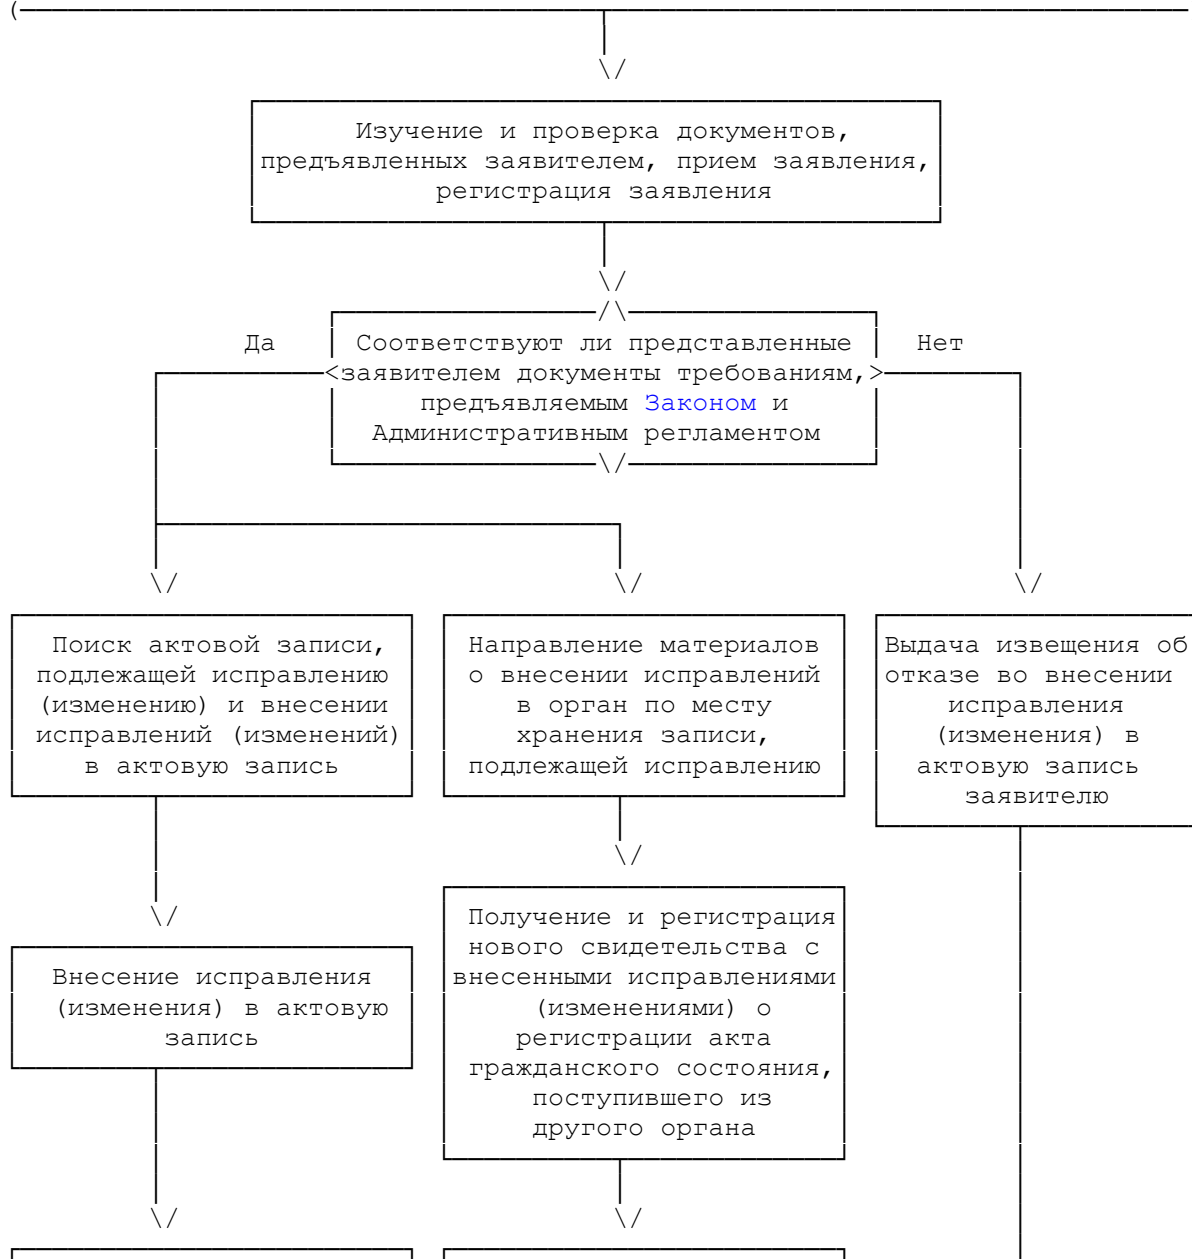 Изучение и проверка документов,
предъявленных заявителем, прием заявления,
регистрация заявления
Да
Соответствуют ли представленные
заявителем документы требованиям,
предъявляемым Законом и
Административным регламентом
Нет
Поиск актовой записи,
подлежащей исправлению
(изменению) и внесении
исправлений (изменений)
в актовую запись
Направление материалов
о внесении исправлений
в орган по месту
хранения записи,
подлежащей исправлению
Выдача извещения об
отказе во внесении
исправления
(изменения) в
актовую запись
заявителю
Внесение исправления
(изменения) в актовую
запись
Получение и регистрация
нового свидетельства с
внесенными исправлениями
(изменениями) о
регистрации акта
гражданского состояния,
поступившего из
другого органа